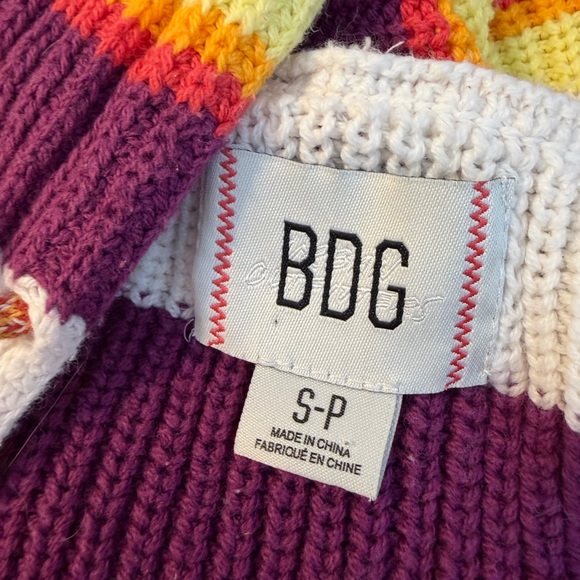 BDG
S-P
MADE IN CHINA
FABRIQUÉ EN CHINE